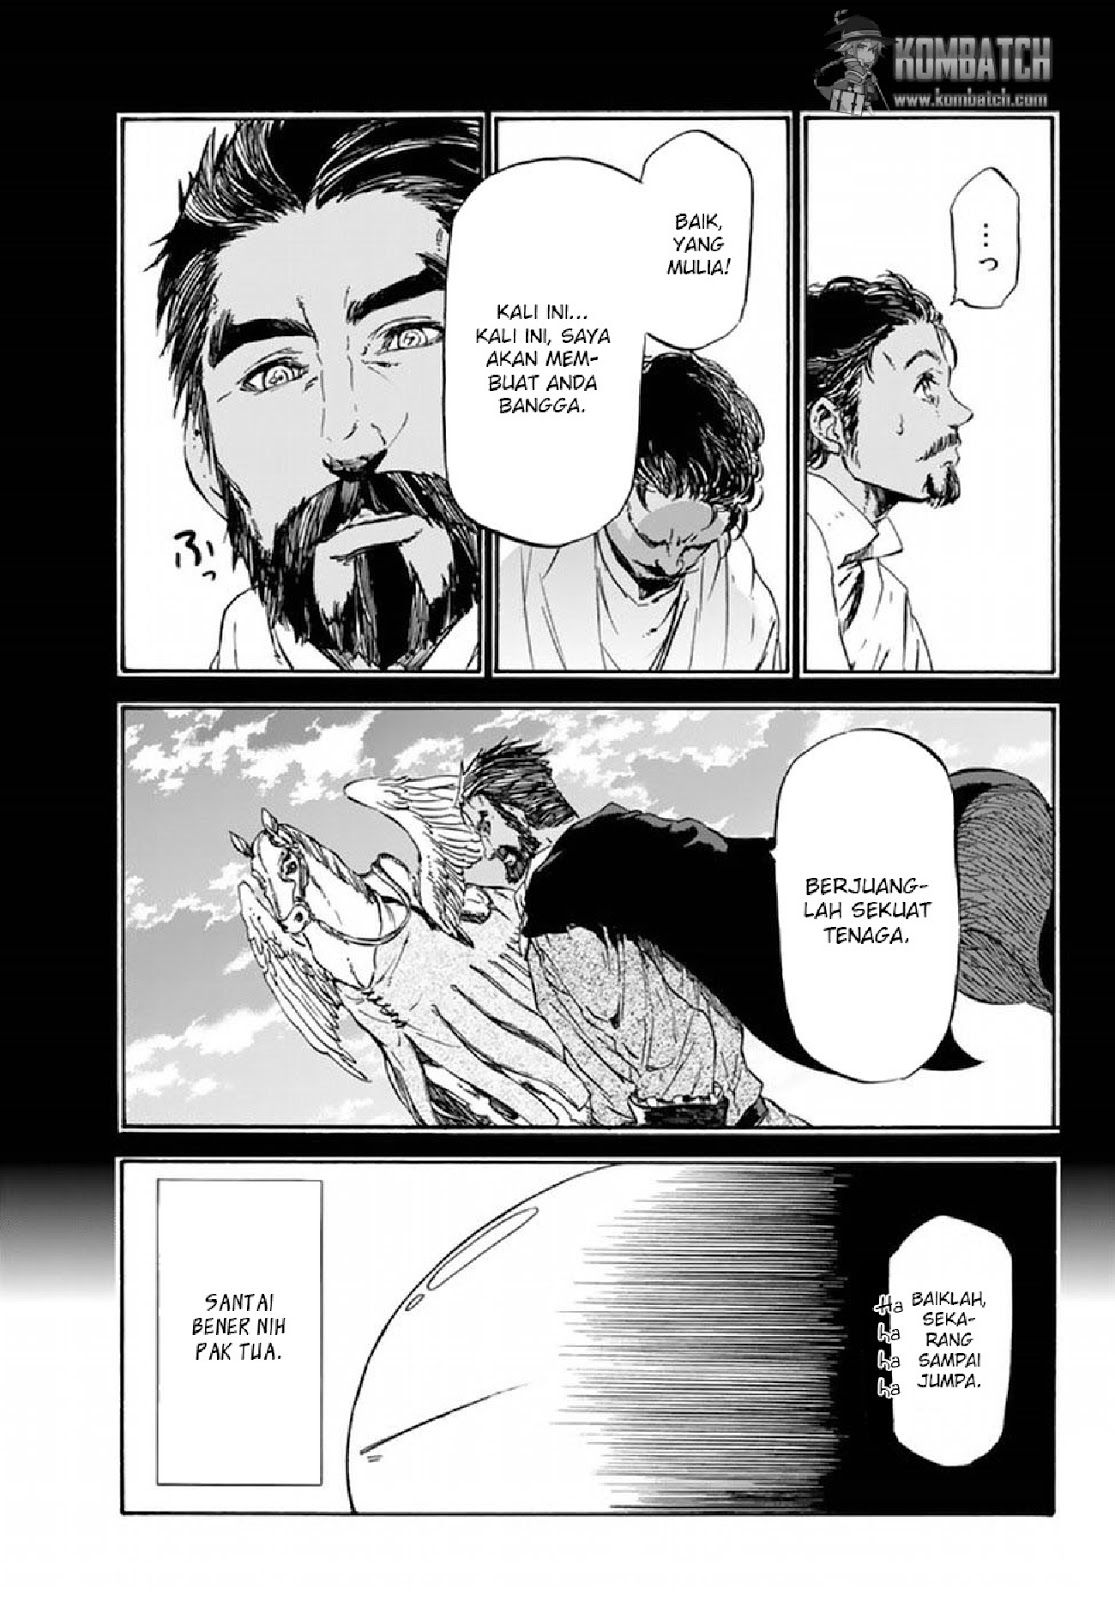 KOMBATCH
www.kombatch.com
…っ
BAIK,
YANG
MULIA!
KALI INI...
KALI INI, SAYA
AKAN MEM-
BUAT ANDA
BANGGA.
ふっ
BERJUANG-
LAH SEKUAT
TENAGA.
BAIKLAH,
SEKA-
RANG
SAMPAI
JUMPA.
Ha
ha
ha
ha
SANTAI
BENER NIH
PAK TUA.